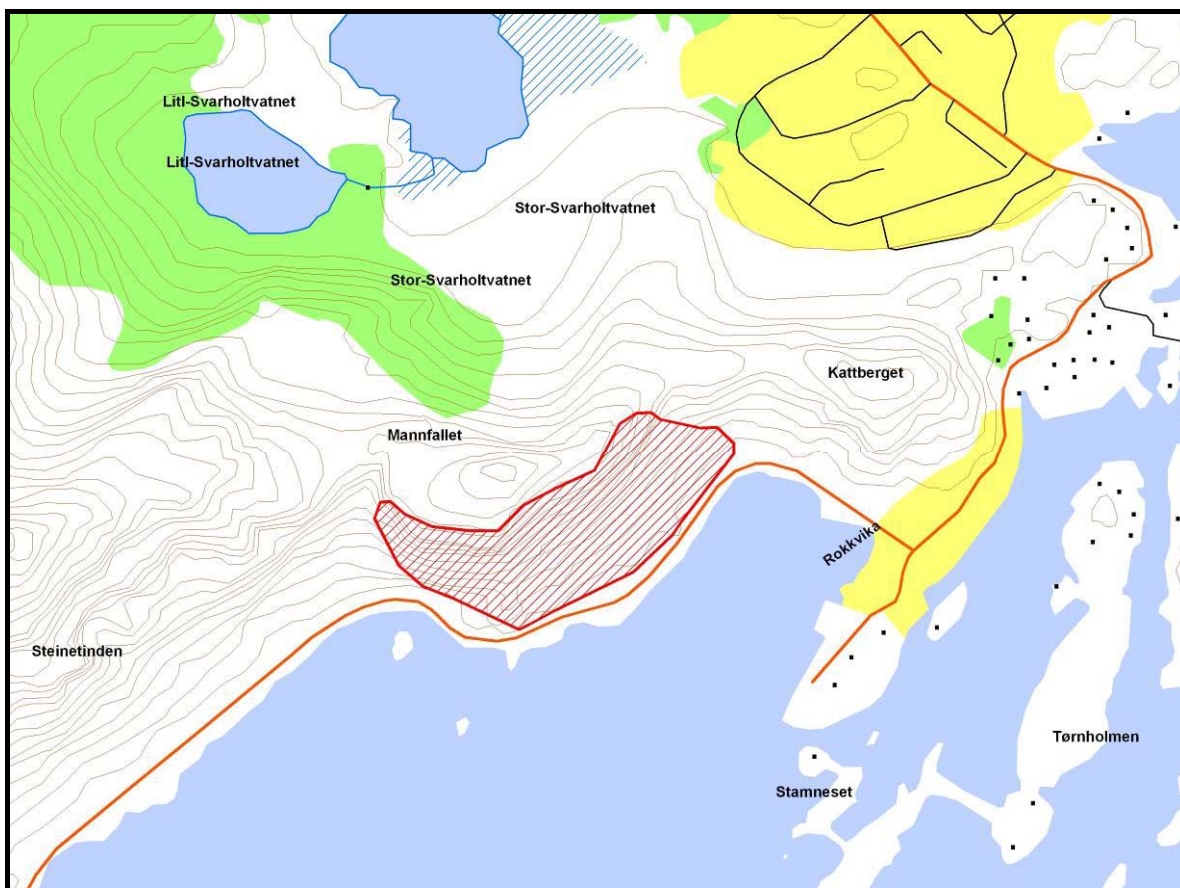 Litl-Svarholtvatnet
Litl-Svarholtvatnet
Stor-Svarholtvatnet
Stor-Svarholtvatnet
Kattberget
Mannfallet
Rokkvika
Steinetinden
Tørnholmen
Stamneset